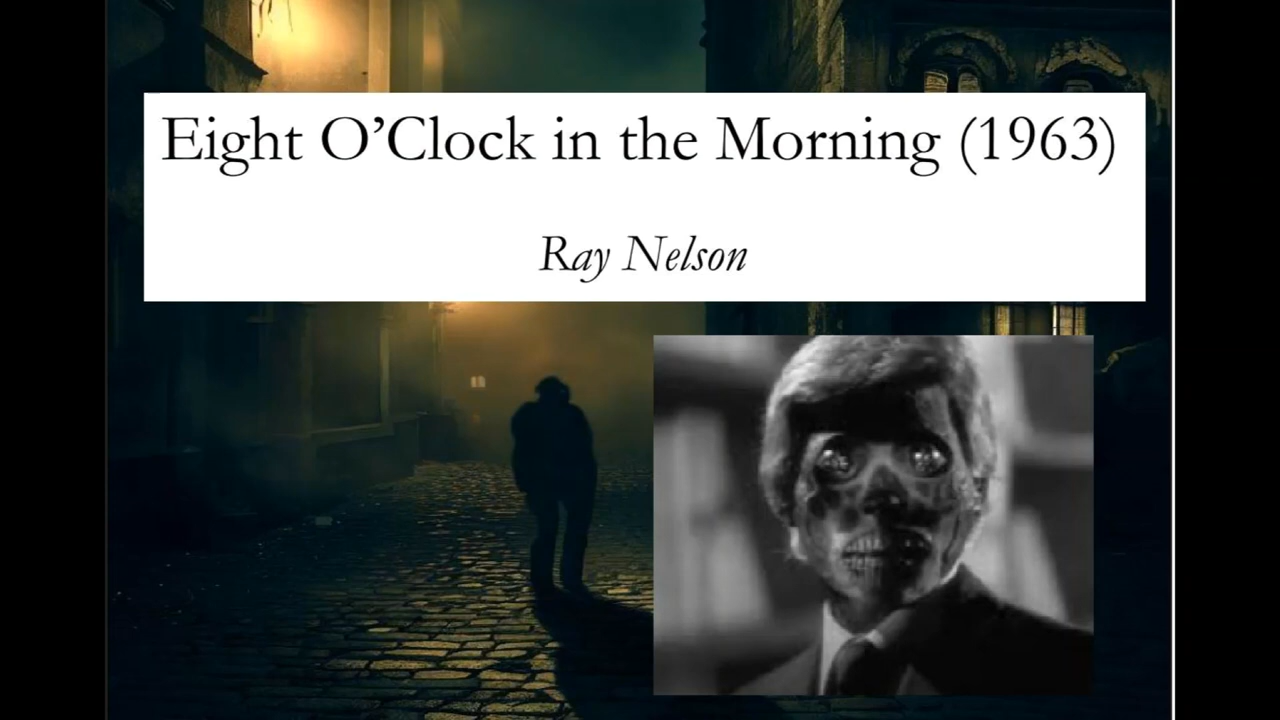 Eight O’Clock in the Morning (1963)
Ray Nelson